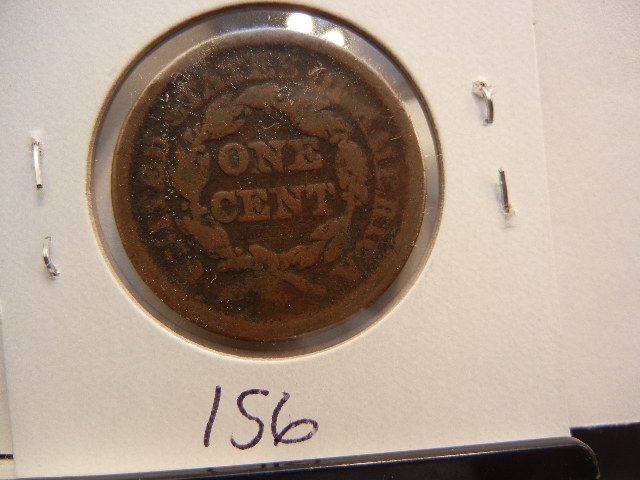 UNITED STATES OF AMERICA
ONE
CENT
156